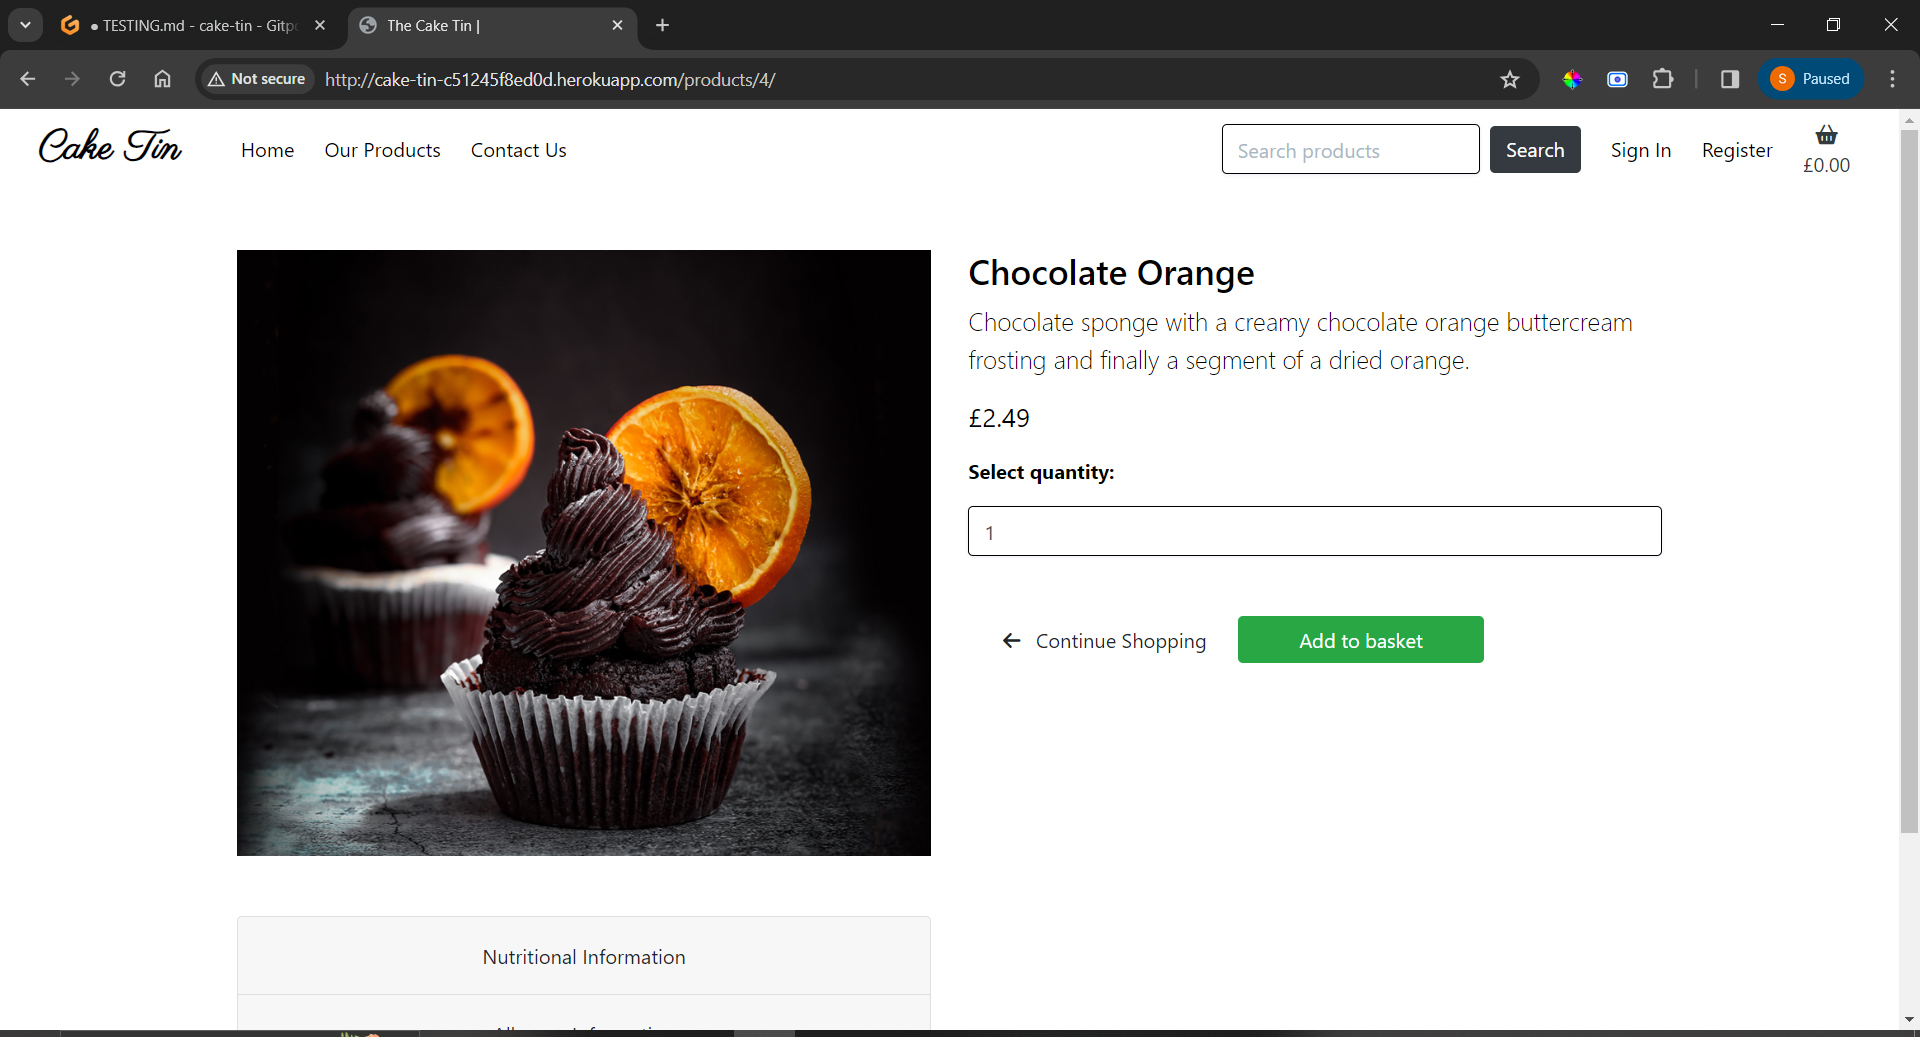 TESTING.md - cake-tin - Gitp
The Cake Tin |
Not secure
http://cake-tin-c51245f8ed0d.herokuapp.com/products/4/
S
Paused
Cake Tin
Home
Our Products
Contact Us
Search products
Search
Sign In
Register
£0.00
Chocolate Orange
Chocolate sponge with a creamy chocolate orange buttercream
frosting and finally a segment of a dried orange.
£2.49
Select quantity:
1
Continue Shopping
Add to basket
Nutritional Information